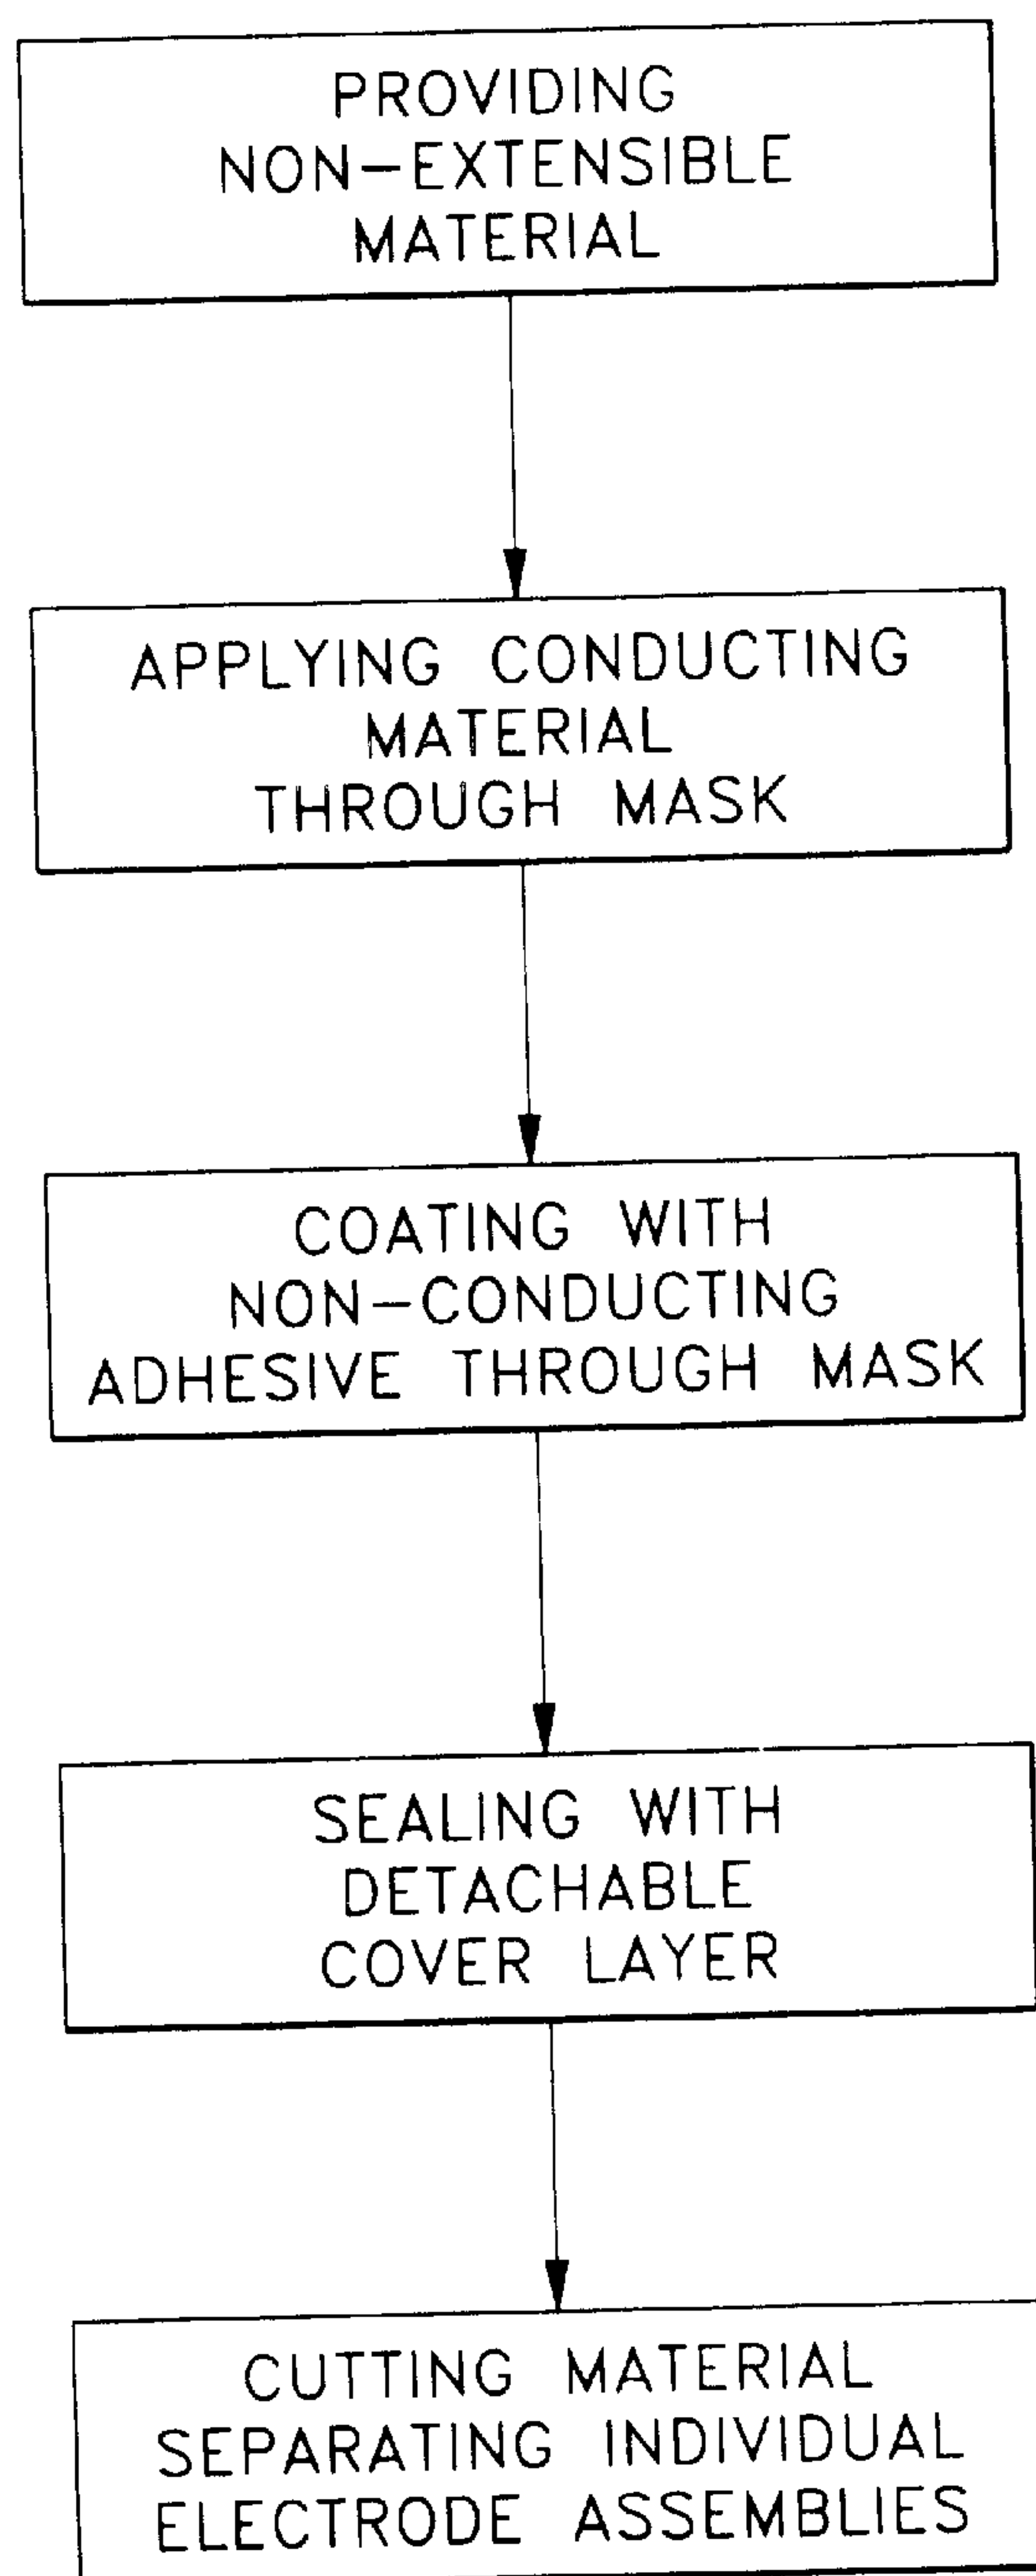 PROVIDING
NON-EXTENSIBLE
MATERIAL
APPLYING CONDUCTING
MATERIAL
THROUGH MASK
COATING WITH
NON-CONDUCTING
ADHESIVE THROUGH MASK
SEALING WITH
DETACHABLE
COVER LAYER
CUTTING MATERIAL
SEPARATING INDIVIDUAL
ELECTRODE ASSEMBLIES